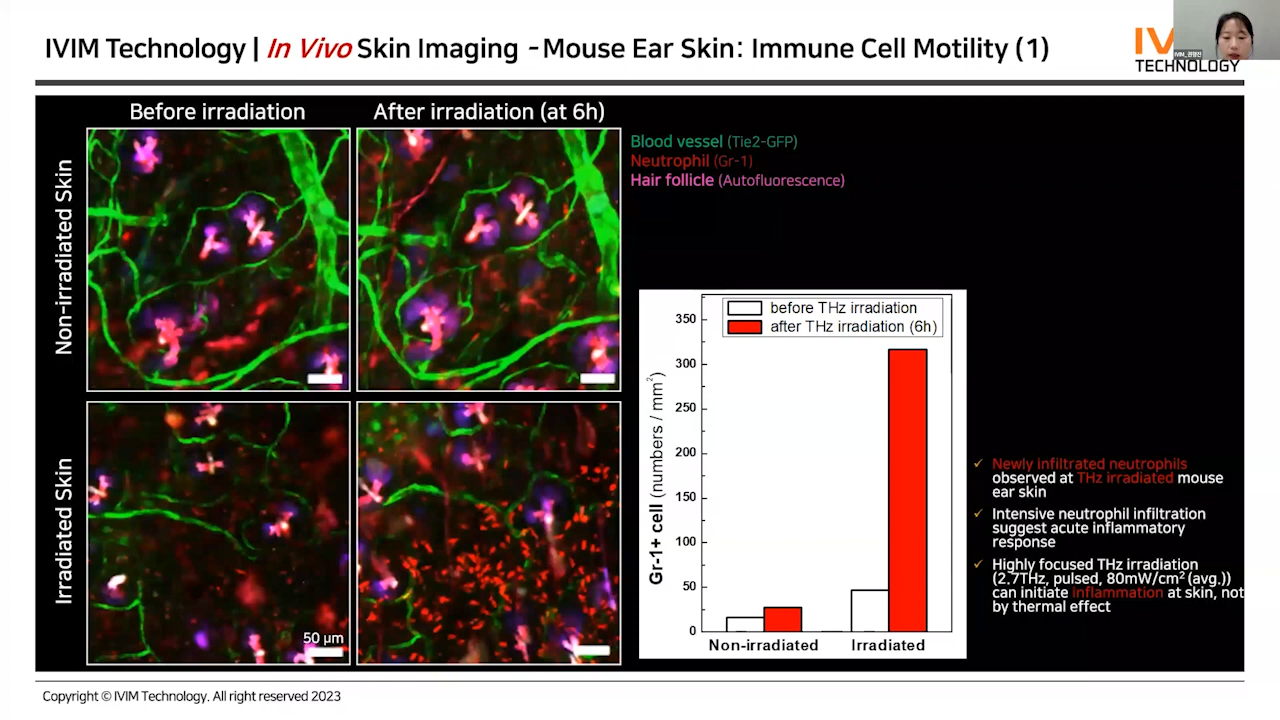 IVIM Technology | In Vivo Skin Imaging - Mouse Ear Skin: Immune Cell Motility (1)
IV
TECHNOLOGY
Before irradiation
After irradiation (at 6h)
Non-irradiated Skin
Irradiated Skin
50 μm
Blood vessel (Tie2-GFP)
Neutrophil (Gr-1)
Hair follicle (Autofluorescence)
before THz irradiation
after THz irradiation (6h)
Gr-1+ cell (numbers / mm²)
350
300
250
200
150
100
50
0
Non-irradiated
Irradiated
✓ Newly infiltrated neutrophils
observed at THz irradiated mouse
ear skin
✓ Intensive neutrophil infiltration
suggest acute inflammatory
response
✓ Highly focused THz irradiation
(2.7THz, pulsed, 80mW/cm² (avg.))
can initiate inflammation at skin, not
by thermal effect
Copyright © IVIM Technology. All right reserved 2023